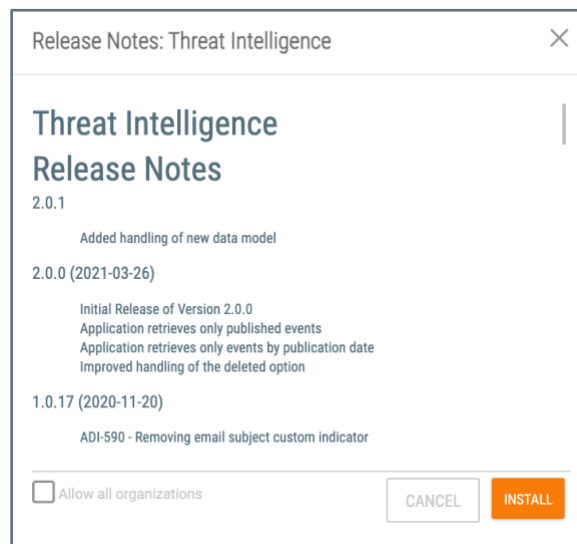 Release Notes: Threat Intelligence
Threat Intelligence
Release Notes
2.0.1
Added handling of new data model
2.0.0 (2021-03-26)
Initial Release of Version 2.0.0
Application retrieves only published events
Application retrieves only events by publication date
Improved handling of the deleted option
1.0.17 (2020-11-20)
ADI-590 - Removing email subject custom indicator
Allow all organizations
CANCEL
INSTALL